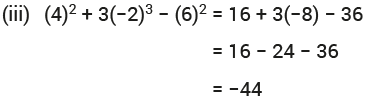 (iii) (4)² + 3(−2)³ − (6)² = 16 + 3(−8) − 36
= 16 − 24 − 36
= −44